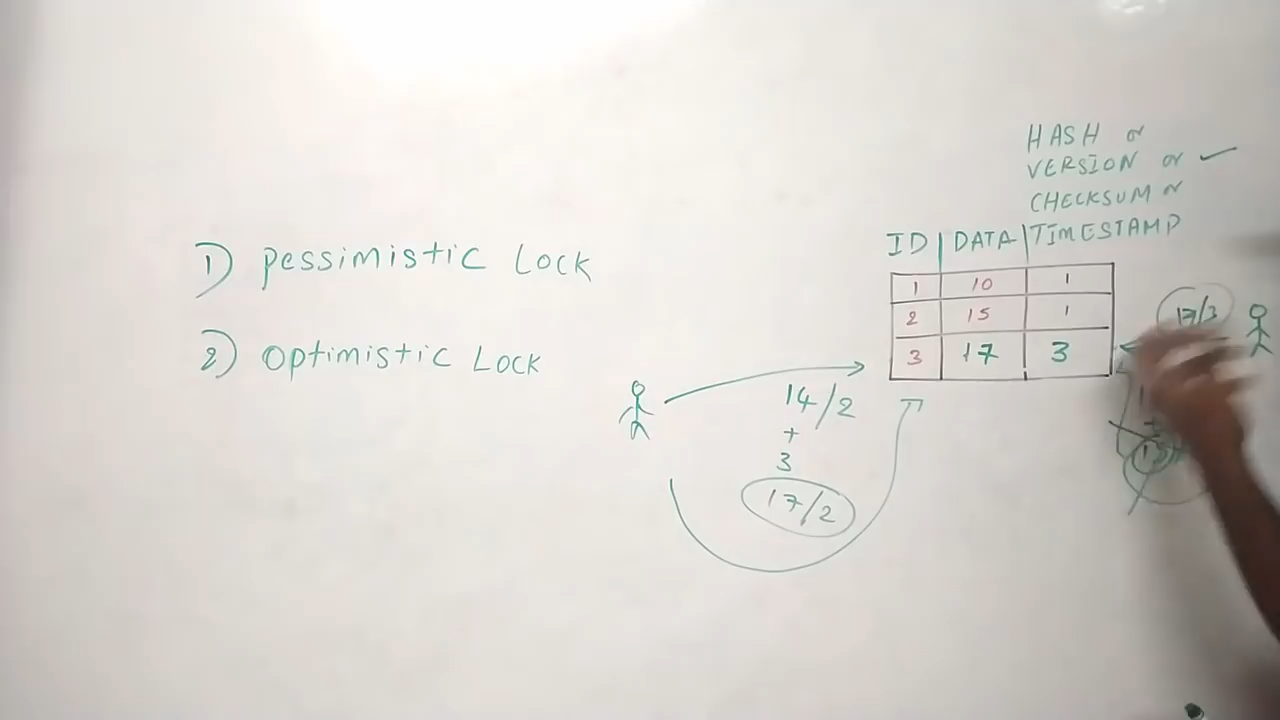 1) Pessimistic Lock
2) Optimistic Lock
HASH or
VERSION or ✓
CHECKSUM or
ID | DATA | TIMESTAMP
1 10 1
2 15 1
3 17 3
17/3
14/2
+
3
17/2